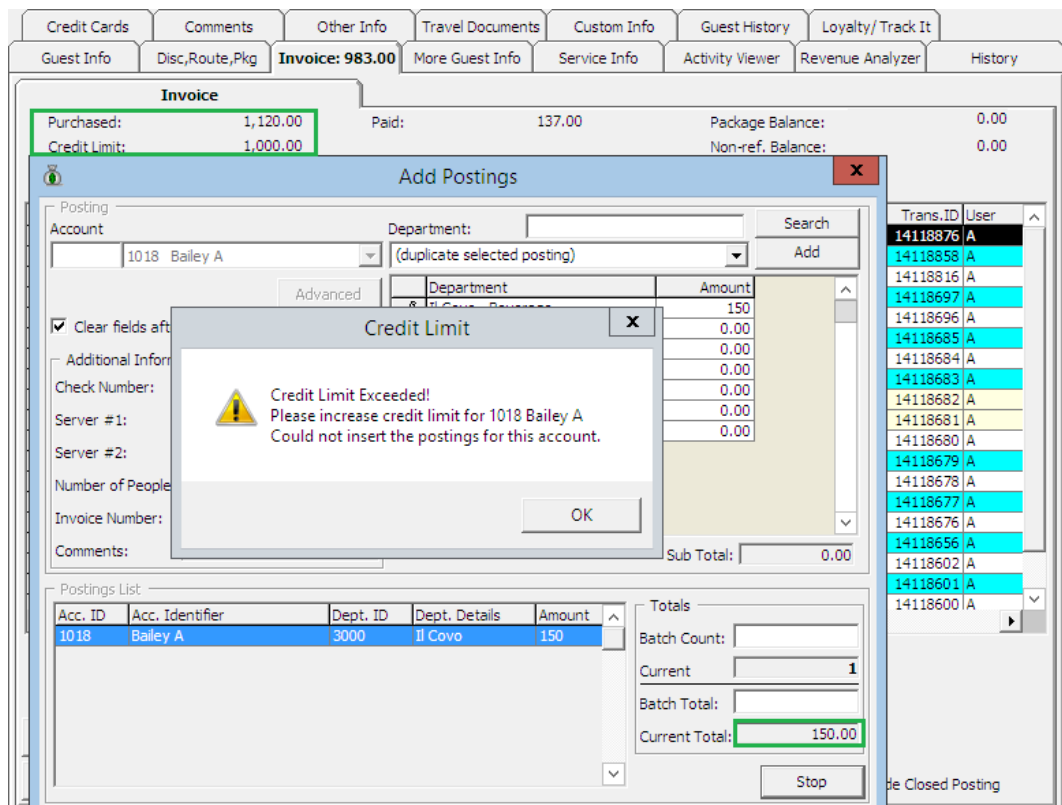 Credit Cards Comments Other Info Travel Documents Custom Info Guest History Loyalty/ Track It
Guest Info Disc,Route,Pkg Invoice: 983.00 More Guest Info Service Info Activity Viewer Revenue Analyzer History
Invoice
Purchased: 1,120.00 Paid: 137.00 Package Balance: 0.00
Credit Limit: 1,000.00 Non-ref. Balance: 0.00
Add Postings x
Posting
Account Department: Search
1018 Bailey A (duplicate selected posting) Add
Advanced
Department Amount
150
Clear fields aft
0.00
0.00
0.00
0.00
0.00
0.00
Additional Inform
Check Number:
Server #1:
Server #2:
Number of People
Invoice Number:
Comments:
Credit Limit x
Credit Limit Exceeded!
Please increase credit limit for 1018 Bailey A
Could not insert the postings for this account.
OK
Sub Total: 0.00
Trans.ID User
14118876 A
14118858 A
14118816 A
14118697 A
14118696 A
14118685 A
14118684 A
14118683 A
14118682 A
14118681 A
14118680 A
14118679 A
14118678 A
14118677 A
14118676 A
14118656 A
14118602 A
14118601 A
14118600 A
Postings List
Acc. ID Acc. Identifier Dept. ID Dept. Details Amount
1018 Bailey A 3000 Il Covo 150
Totals
Batch Count:
Current 1
Batch Total:
Current Total: 150.00
Stop
de Closed Posting